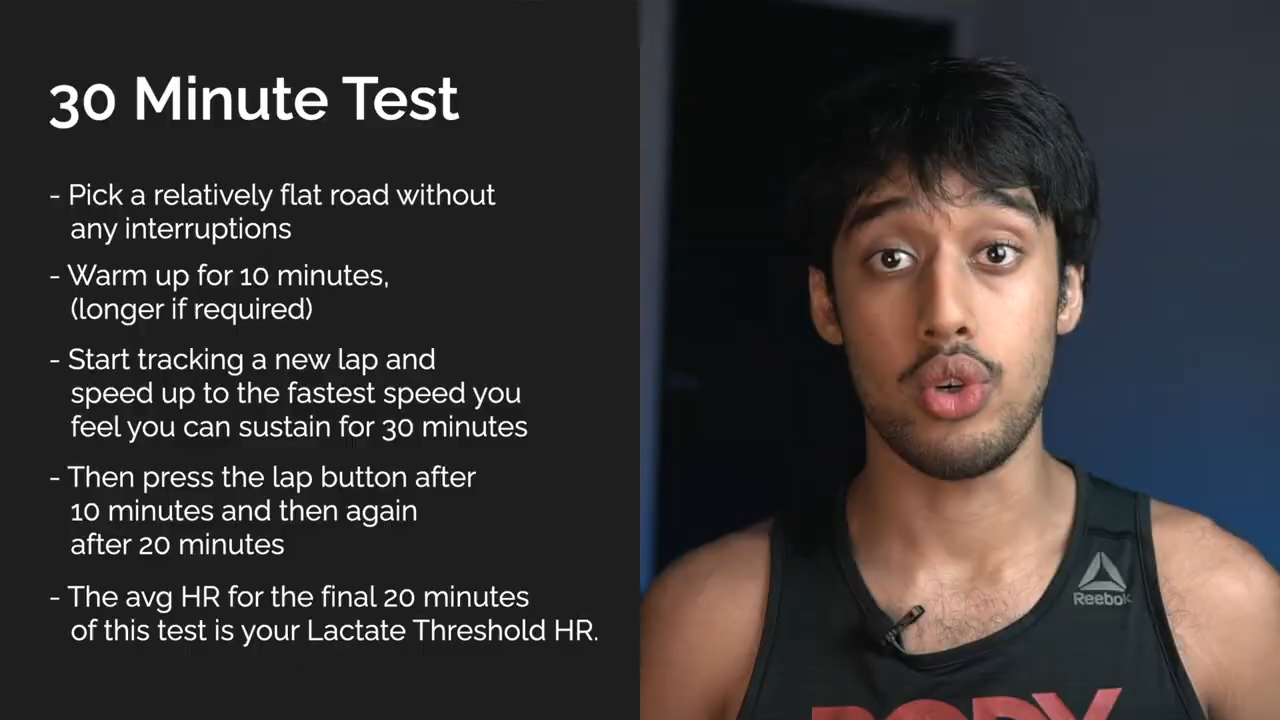 30 Minute Test
- Pick a relatively flat road without
any interruptions
- Warm up for 10 minutes,
(longer if required)
- Start tracking a new lap and
speed up to the fastest speed you
feel you can sustain for 30 minutes
- Then press the lap button after
10 minutes and then again
after 20 minutes
- The avg HR for the final 20 minutes
of this test is your Lactate Threshold HR.
Reebok
BODY